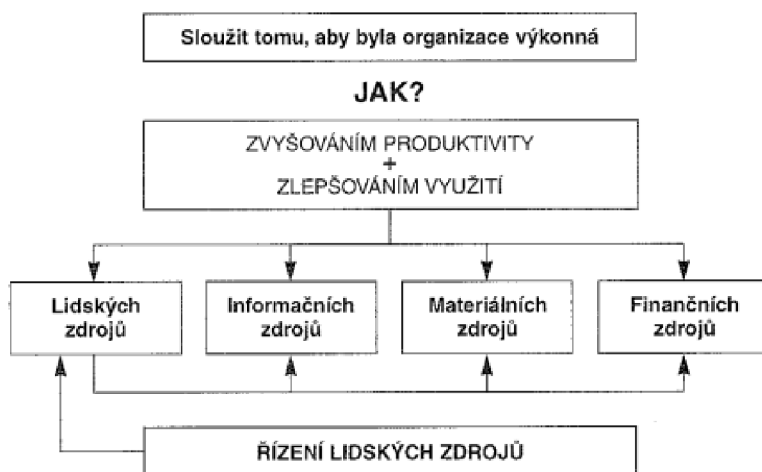 Sloužit tomu, aby byla organizace výkonná
JAK?
ZVYŠOVÁNÍM PRODUKTIVITY
+
ZLEPŠOVÁNÍM VYUŽITÍ
Lidských
zdrojů
Informačních
zdrojů
Materiálních
zdrojů
Finančních
zdrojů
ŘÍZENÍ LIDSKÝCH ZDROJŮ